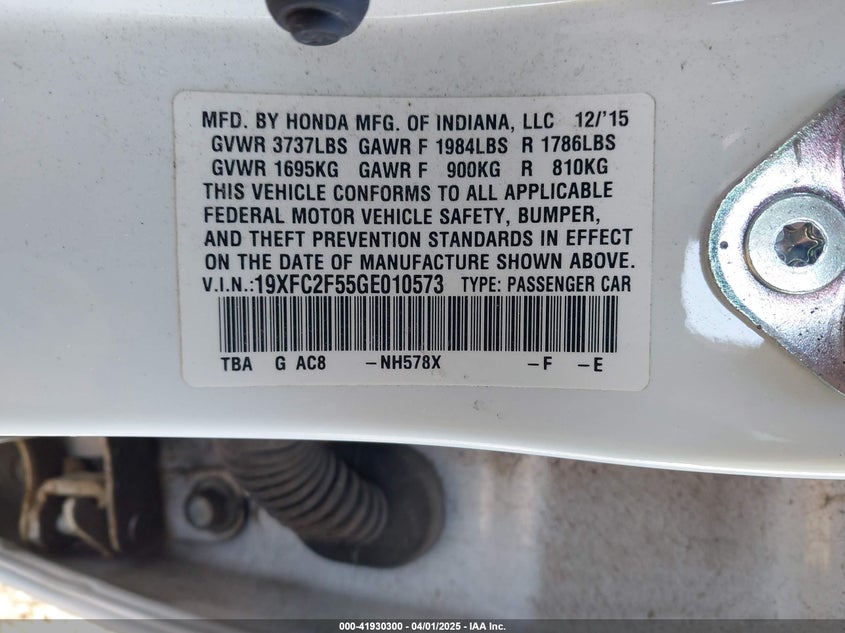 MFD. BY HONDA MFG. OF INDIANA, LLC 12/'15
GVWR 3737LBS GAWR F 1984LBS R 1786LBS
GVWR 1695KG GAWR F 900KG R 810KG
THIS VEHICLE CONFORMS TO ALL APPLICABLE
FEDERAL MOTOR VEHICLE SAFETY, BUMPER,
AND THEFT PREVENTION STANDARDS IN EFFECT
ON THE DATE OF MANUFACTURE SHOWN ABOVE.
V.I.N.:19XFC2F55GE010573 TYPE: PASSENGER CAR
TBA G AC8 -NH578X -F -E
000-41930300 - 04/01/2025 - IAA Inc.